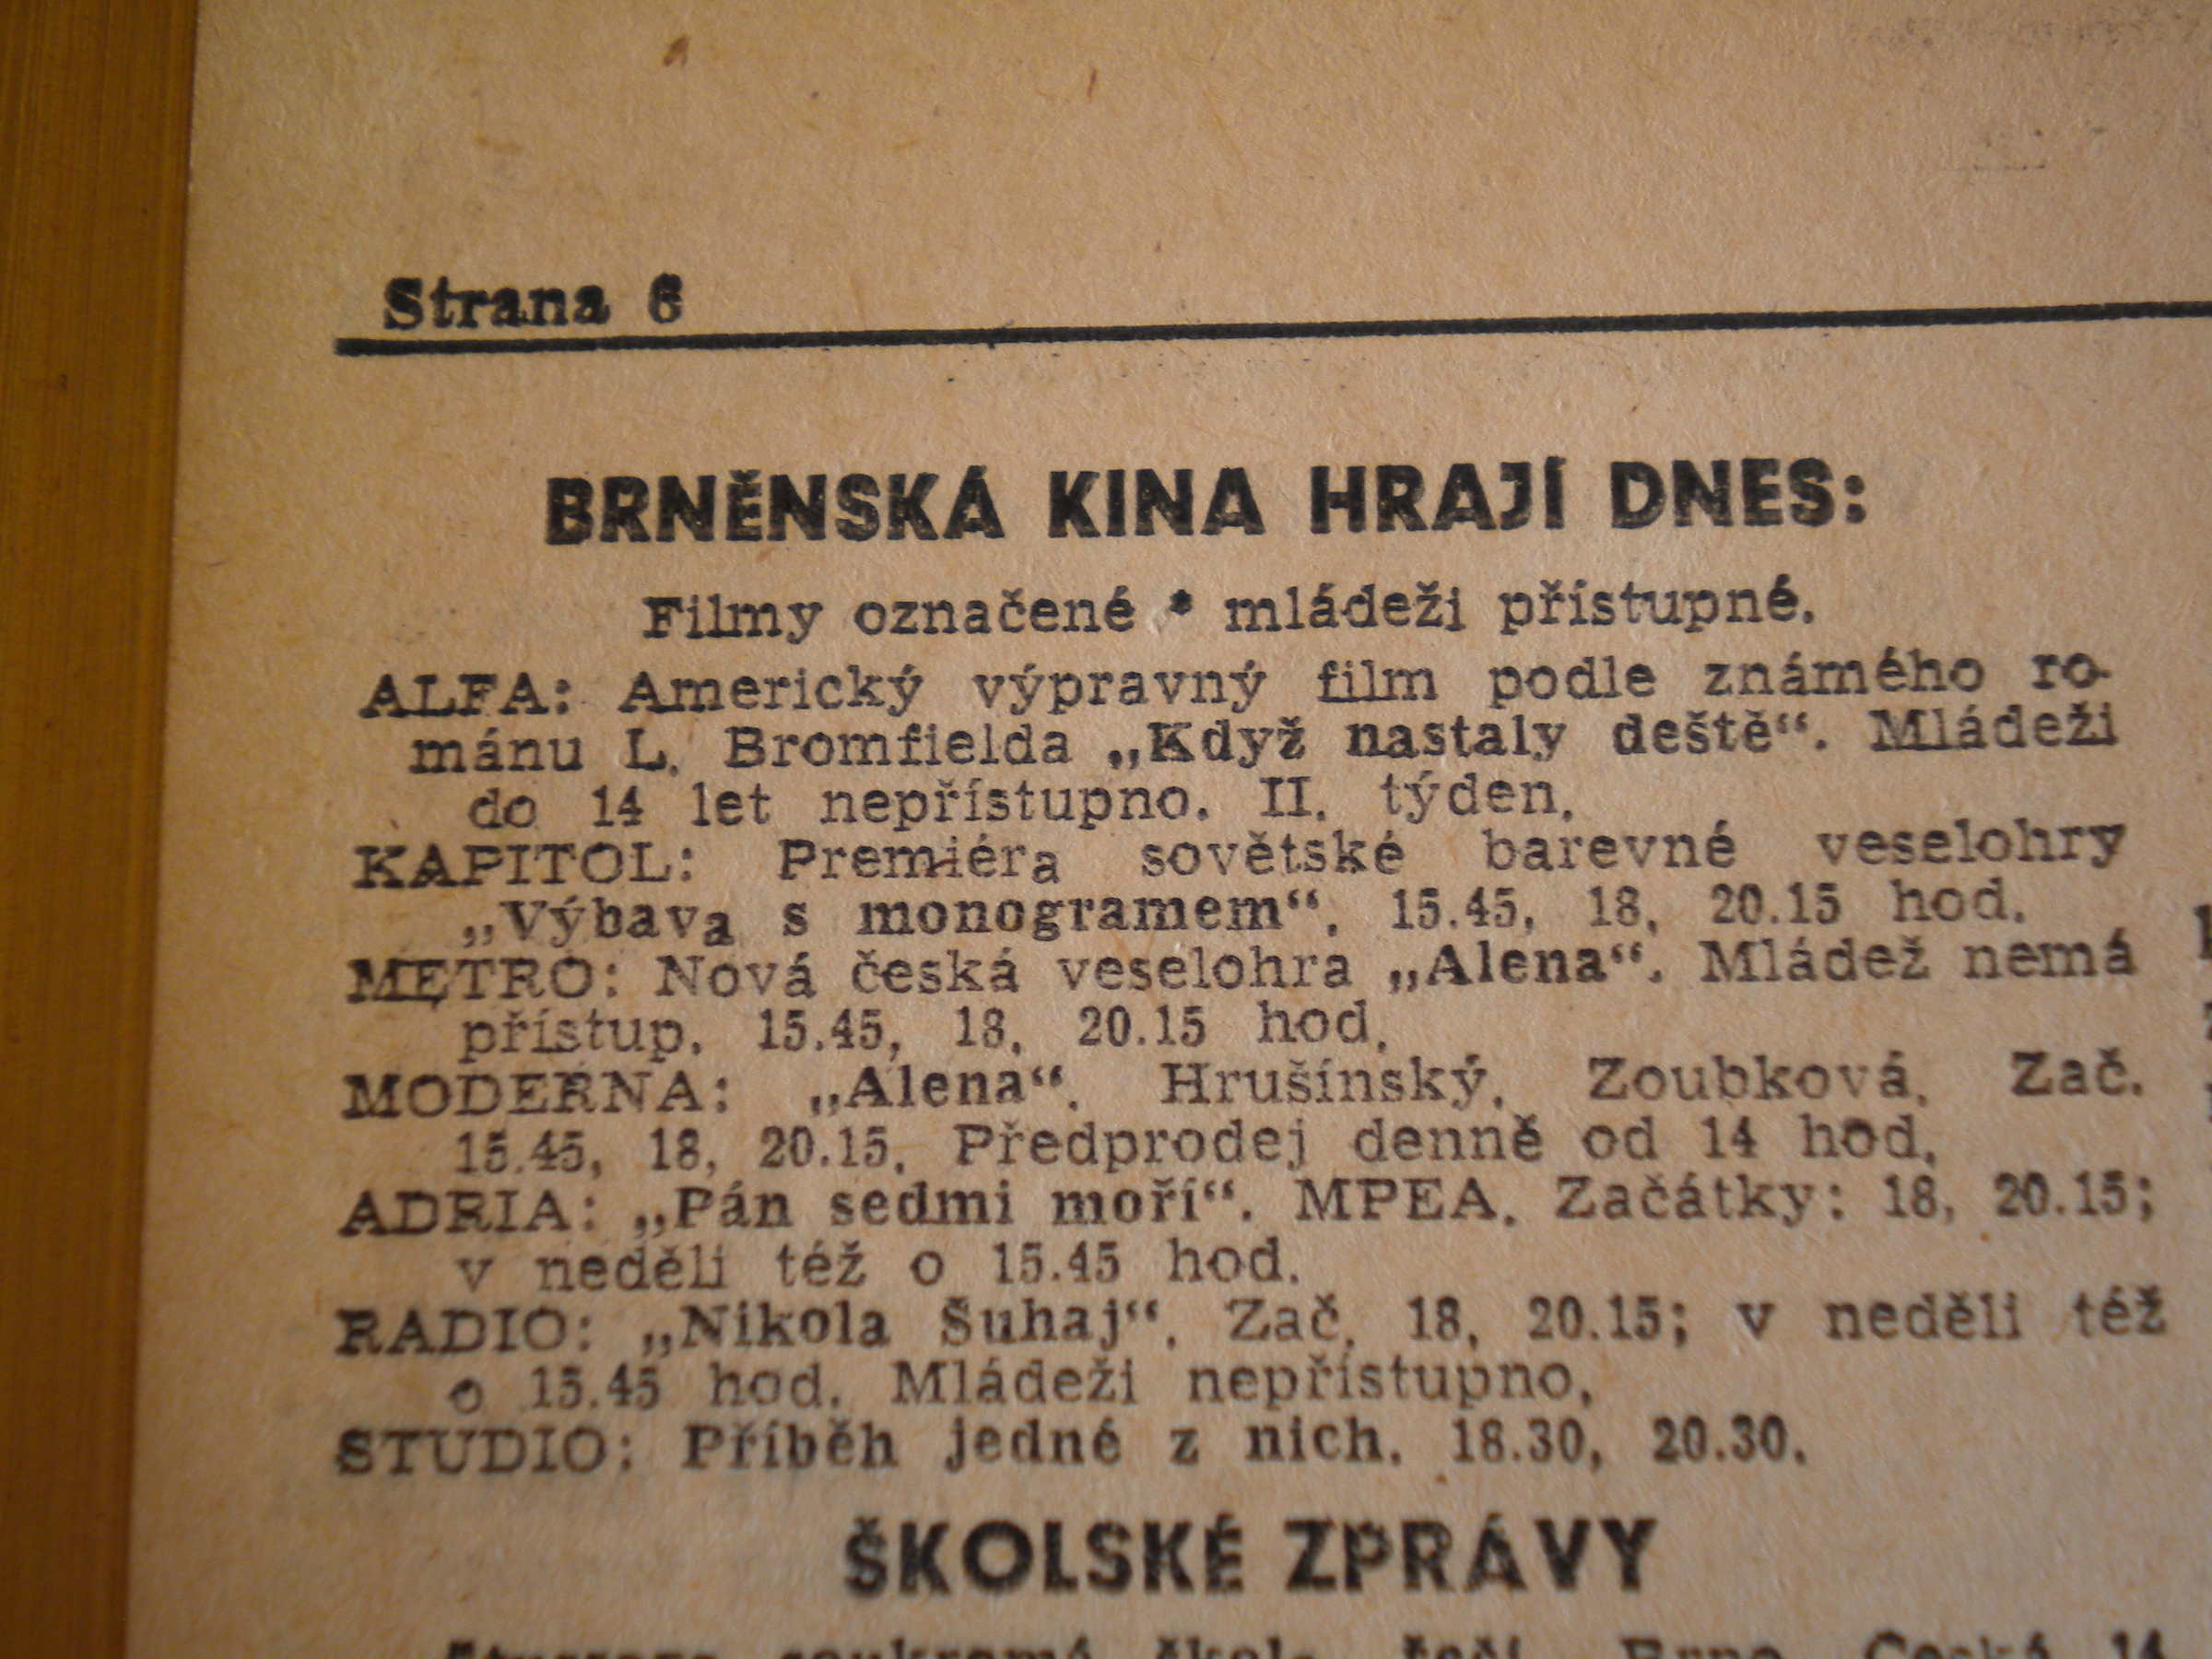 Strana 6
BRNĚNSKÁ KINA HRAJÍ DNES:
Filmy označené * mládeži přístupné.
ALFA: Americký výpravný film podle známého ro-
mánu L. Bromfielda „Když nastaly deště“. Mládeži
do 14 let nepřístupno. II. týden.
KAPITOL: Premiéra sovětské barevné veselohry
„Výbava s monogramem“. 15.45, 18, 20.15 hod.
METRO: Nová česká veselohra „Alena“. Mládež nemá
přístup. 15.45, 18, 20.15 hod.
MODERNA: „Alena“. Hrušínský, Zoubková. Zač.
15.45, 18, 20.15. Předprodej denně od 14 hod.
ADRIA: „Pán sedmi moří“. MPEA. Začátky: 18, 20.15;
v neděli též o 15.45 hod.
RADIO: „Nikola Šuhaj“. Zač. 18, 20.15; v neděli též
o 15.45 hod. Mládeži nepřístupno.
STUDIO: Příběh jedné z nich. 18.30, 20.30.
ŠKOLSKÉ ZPRÁVY
soukromá Brno, Česká 14